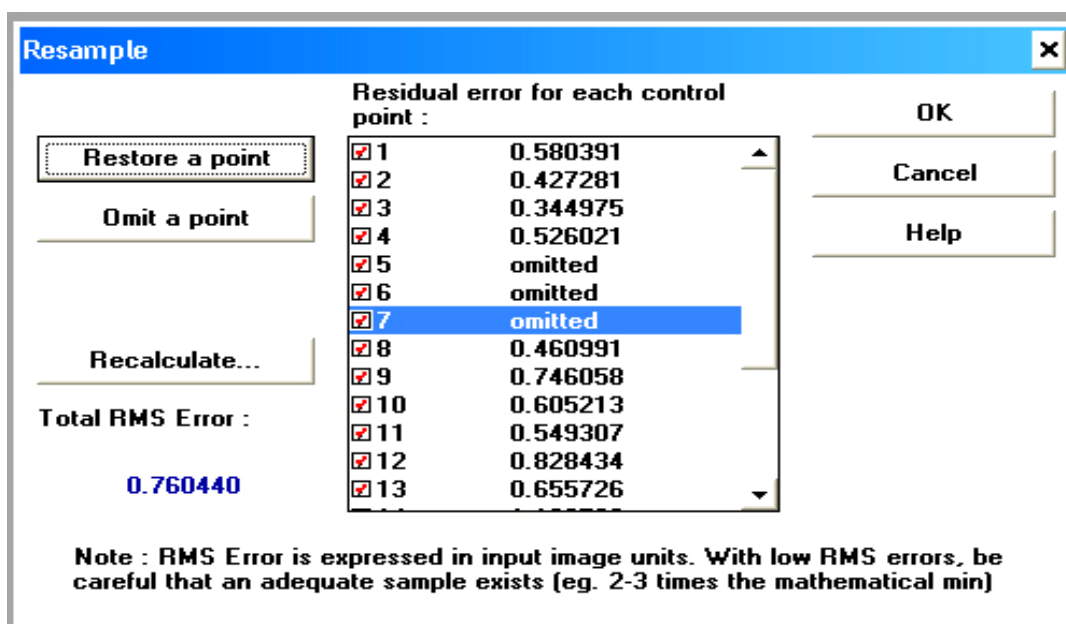 Resample
Residual error for each control
point :
OK
Restore a point
Cancel
Omit a point
Help
1 0.580391
2 0.427281
3 0.344975
4 0.526021
5 omitted
6 omitted
7 omitted
8 0.460991
9 0.746058
10 0.605213
11 0.549307
12 0.828434
13 0.655726
Recalculate...
Total RMS Error :
0.760440
Note : RMS Error is expressed in input image units. With low RMS errors, be
careful that an adequate sample exists (eg. 2-3 times the mathematical min)